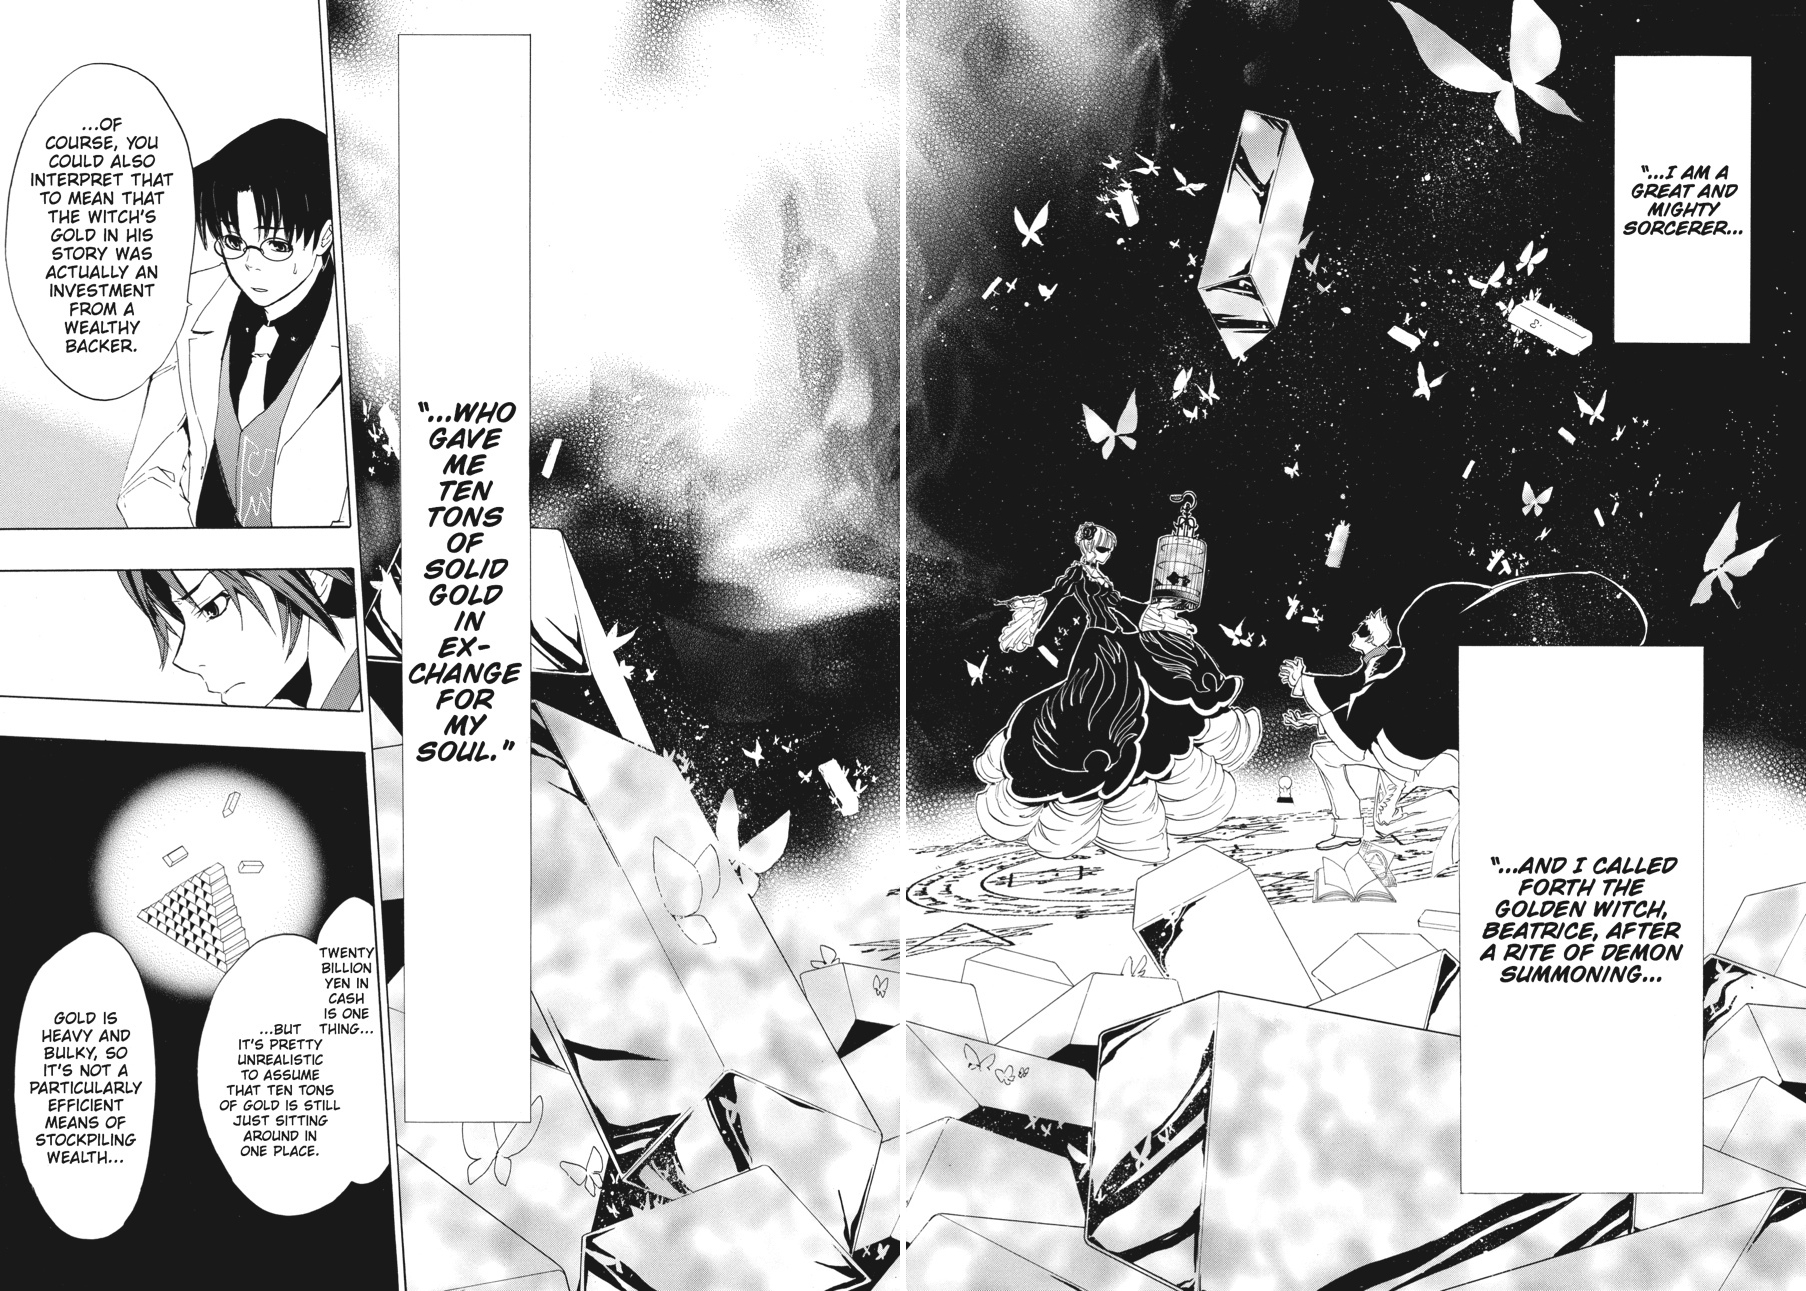 "...I AM A
GREAT AND
MIGHTY
SORCERER...
"...AND I CALLED
FORTH THE
GOLDEN WITCH,
BEATRICE, AFTER
A RITE OF DEMON
SUMMONING...
"...WHO
GAVE
ME
TEN
TONS
OF
SOLID
GOLD
IN
EX-
CHANGE
FOR
MY
SOUL."
...OF
COURSE, YOU
COULD ALSO
INTERPRET THAT
TO MEAN THAT
THE WITCH'S
GOLD IN HIS
STORY WAS
ACTUALLY AN
INVESTMENT
FROM A
WEALTHY
BACKER.
TWENTY
BILLION
YEN IN
CASH
IS ONE
THING...
...BUT
IT'S PRETTY
UNREALISTIC
TO ASSUME
THAT TEN TONS
OF GOLD IS STILL
JUST SITTING
AROUND IN
ONE PLACE.
GOLD IS
HEAVY AND
BULKY, SO
IT'S NOT A
PARTICULARLY
EFFICIENT
MEANS OF
STOCKPILING
WEALTH...